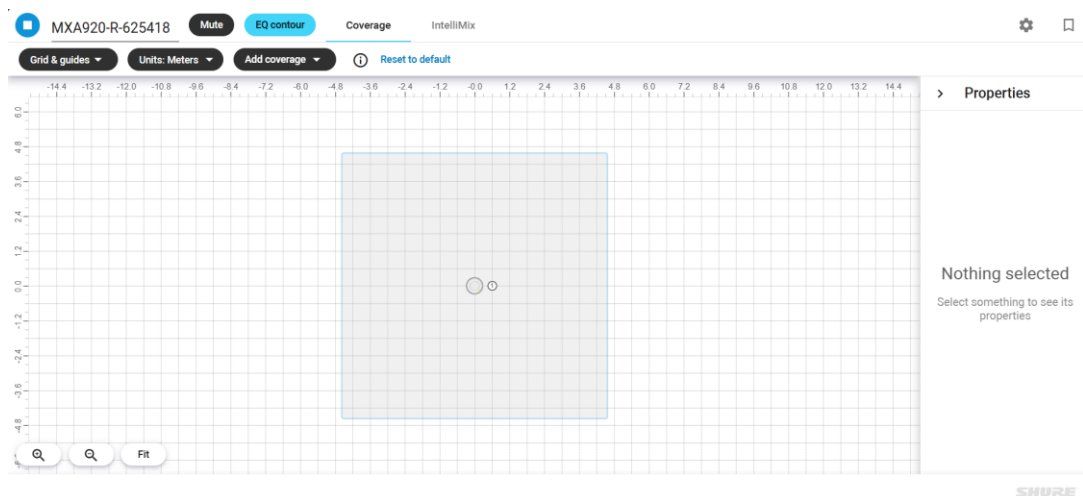 MXA920-R-625418 Mute EQ contour Coverage IntelliMix
Grid & guides Units: Meters Add coverage Reset to default
-14.4 -13.2 -12.0 -10.8 -9.6 -8.4 -7.2 -6.0 -4.8 -3.6 -2.4 -1.2 -0.0 1.2 2.4 3.6 4.8 6.0 7.2 8.4 9.6 10.8 12.0 13.2 14.4
Properties
6.0
4.8
3.6
2.4
1.2
0.0
-1.2
-2.4
-3.6
-4.8
1
Nothing selected
Select something to see its
properties
Fit
SHURE